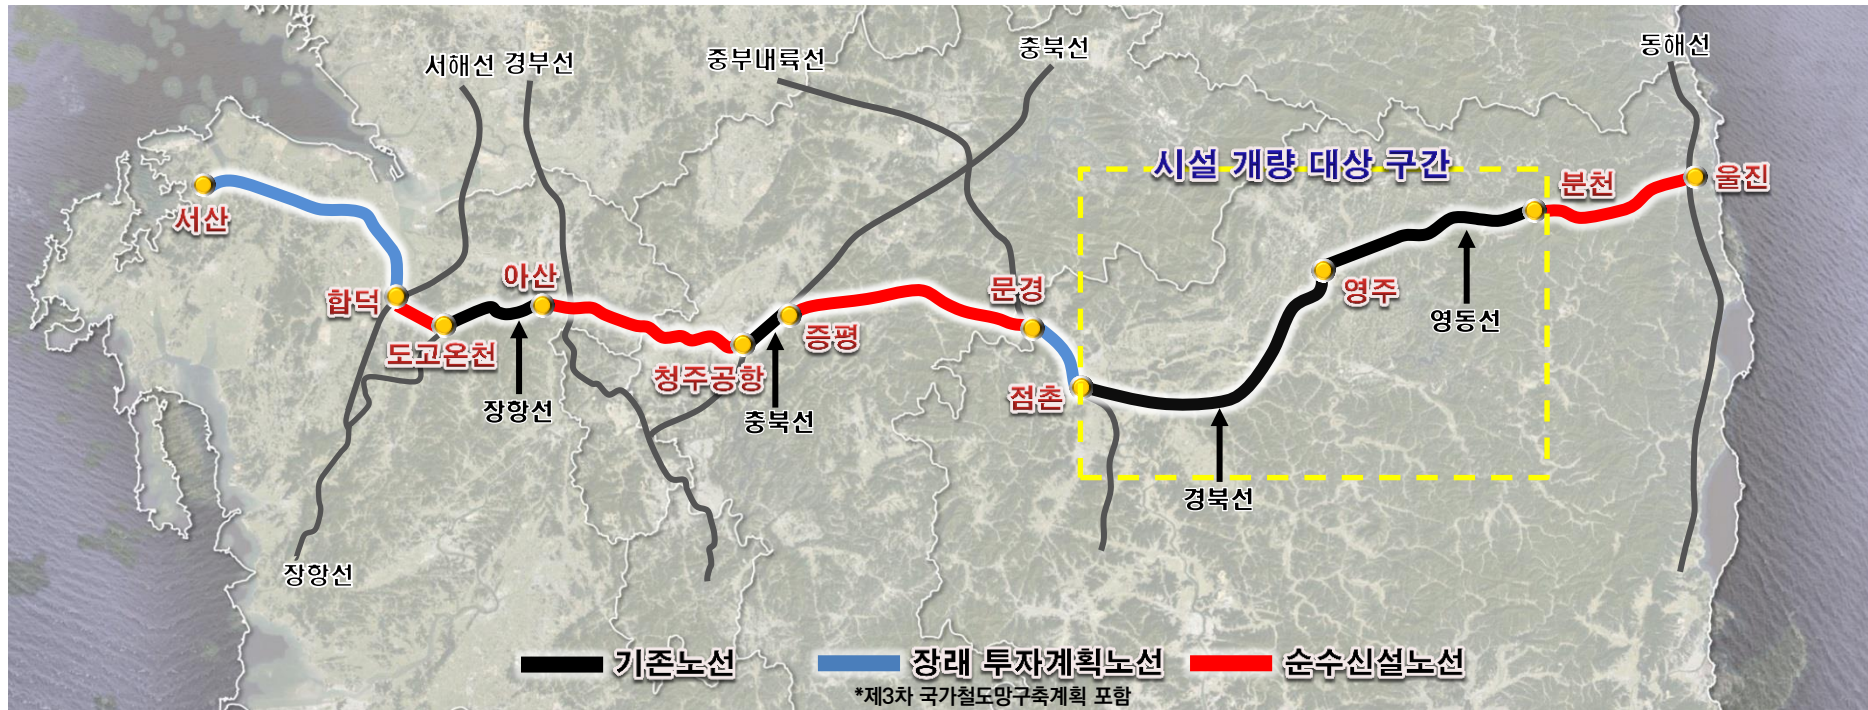 동해선
충북선
중부내륙선
서해선
경부선
시설 개량 대상 구간
분천
울진
서산
아산
문경
영주
합덕
영동선
증평
도고온천
청주공항
점촌
장항선
충북선
경북선
장항선
기존노선
장래 투자계획노선
순수신설노선
*제3차 국가철도망구축계획 포함